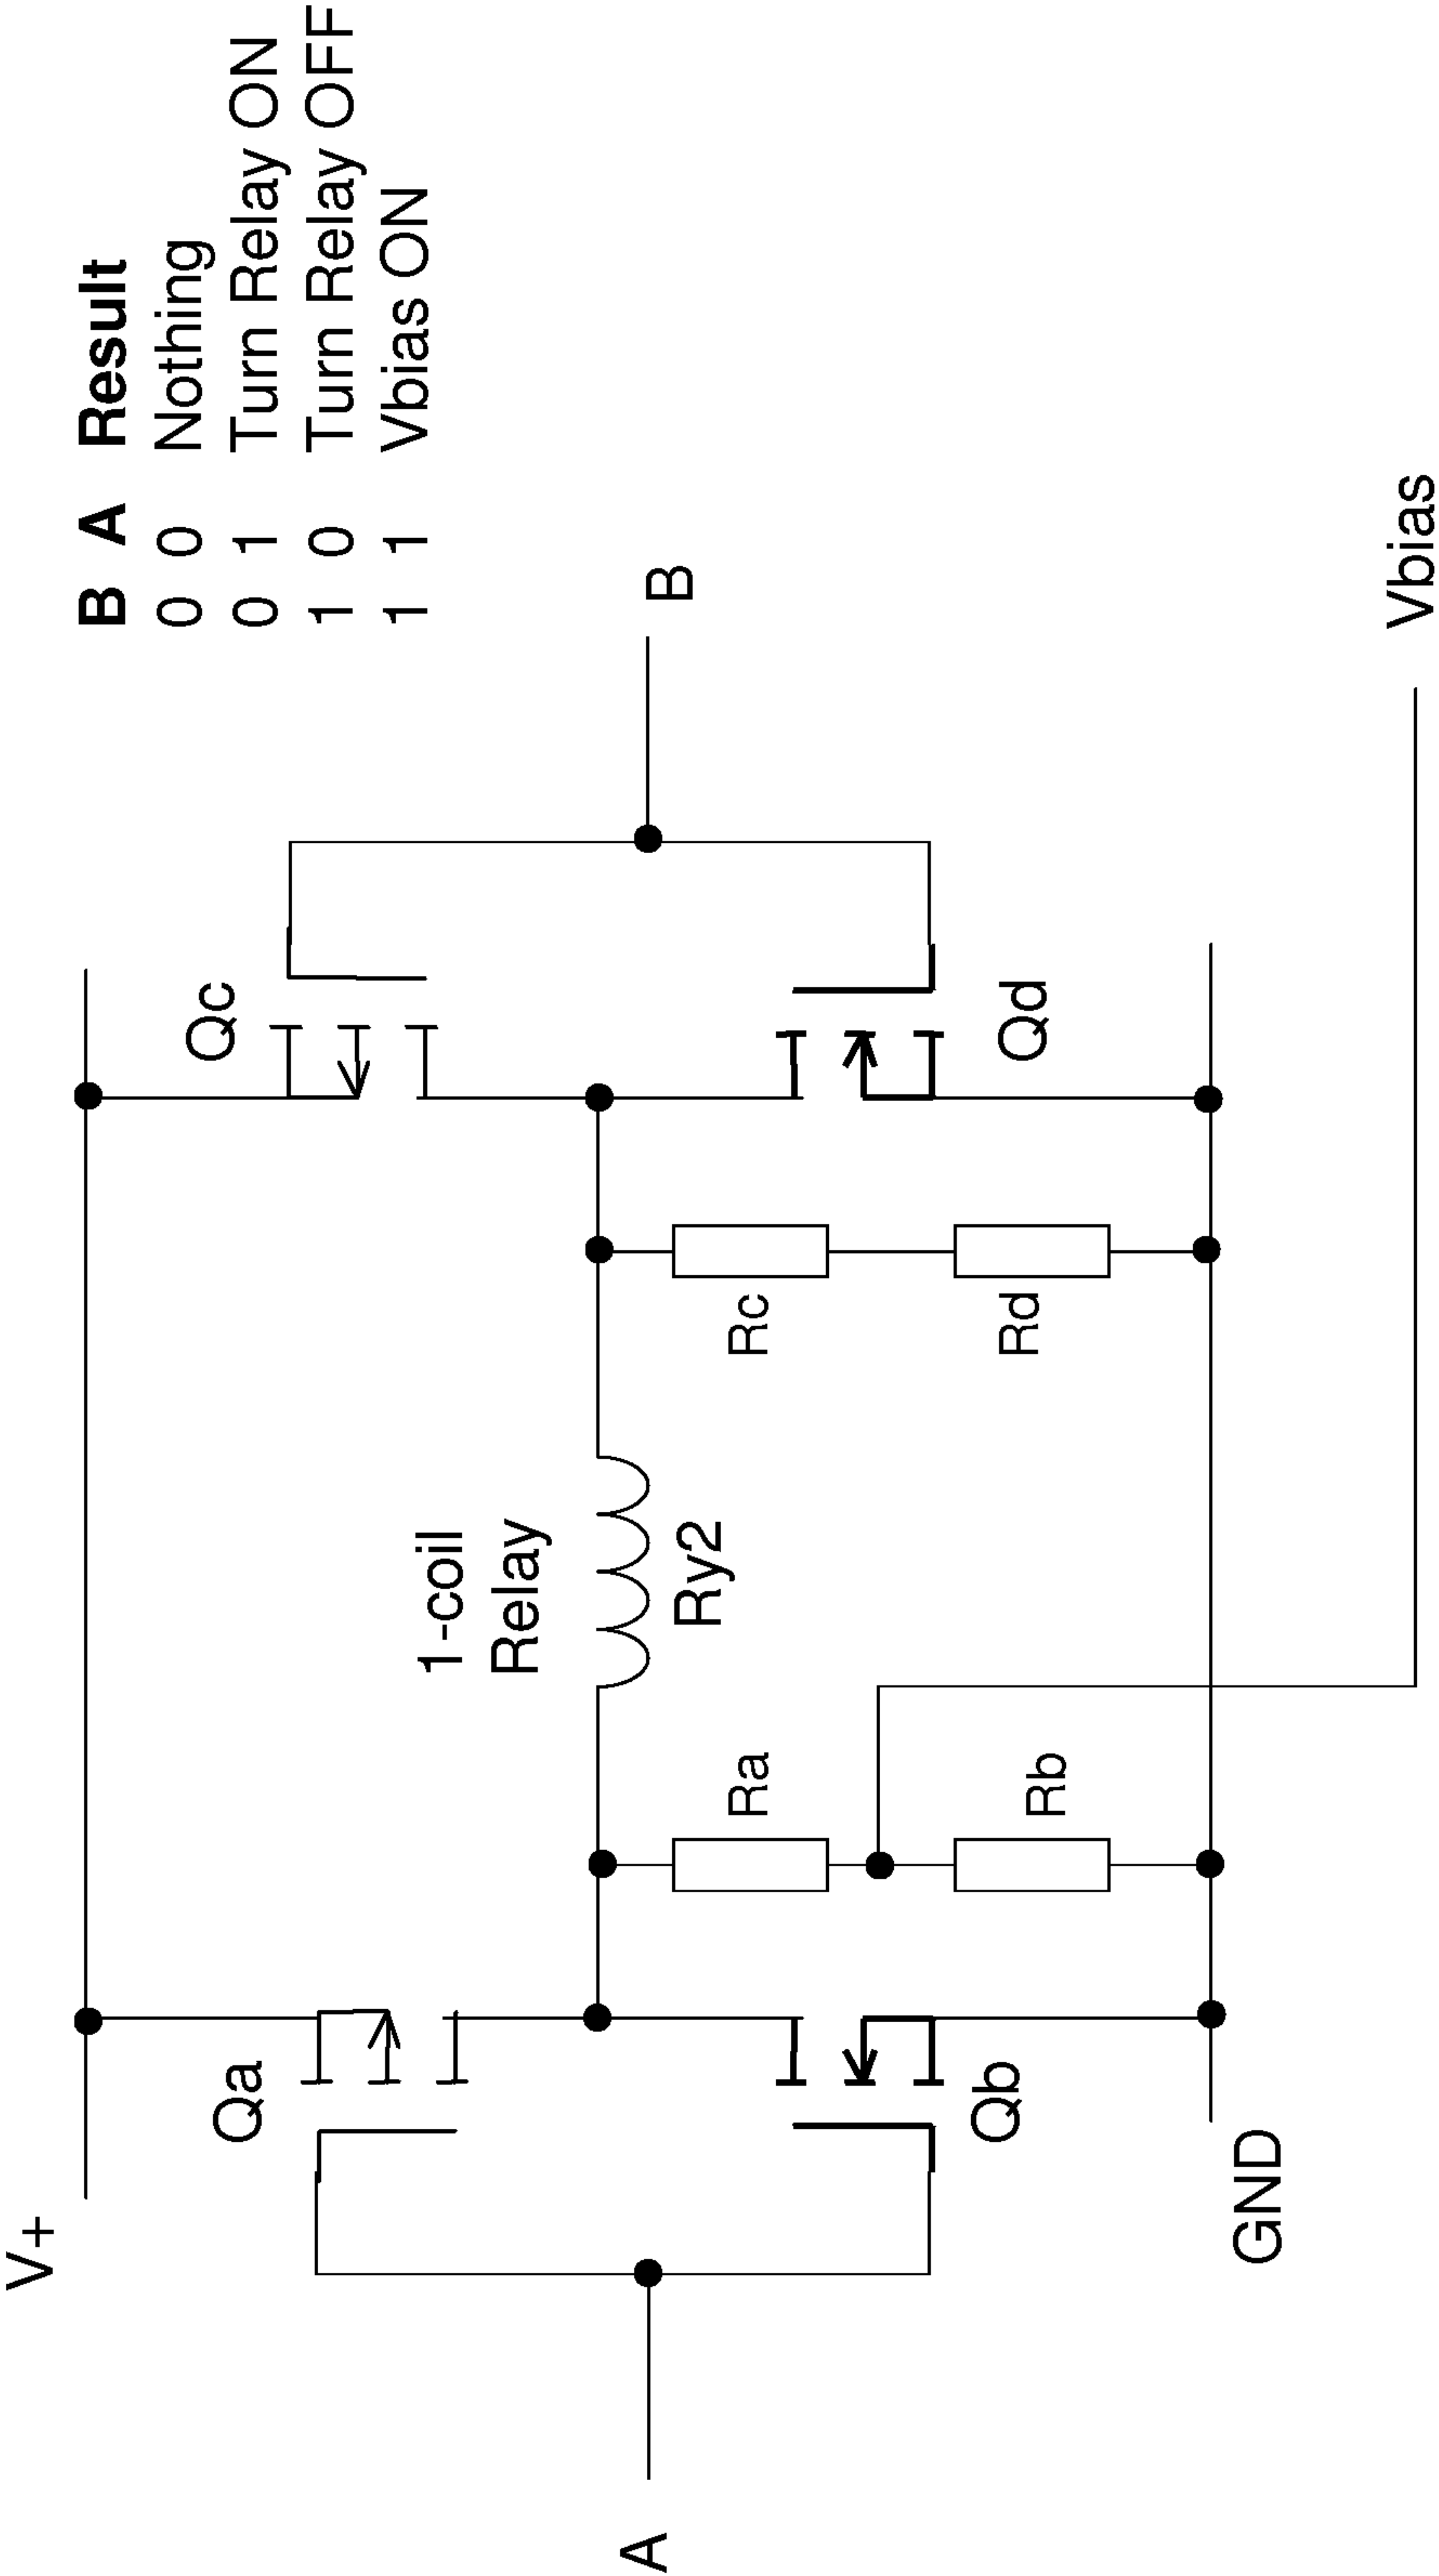 B A Result
0 0 Nothing
0 1 Turn Relay ON
1 0 Turn Relay OFF
1 1 Vbias ON
V+
Qa
Qc
1-coil
Relay
A
B
Ry2
Ra
Rc
Qb
Rb
Rd
Qd
GND
Vbias